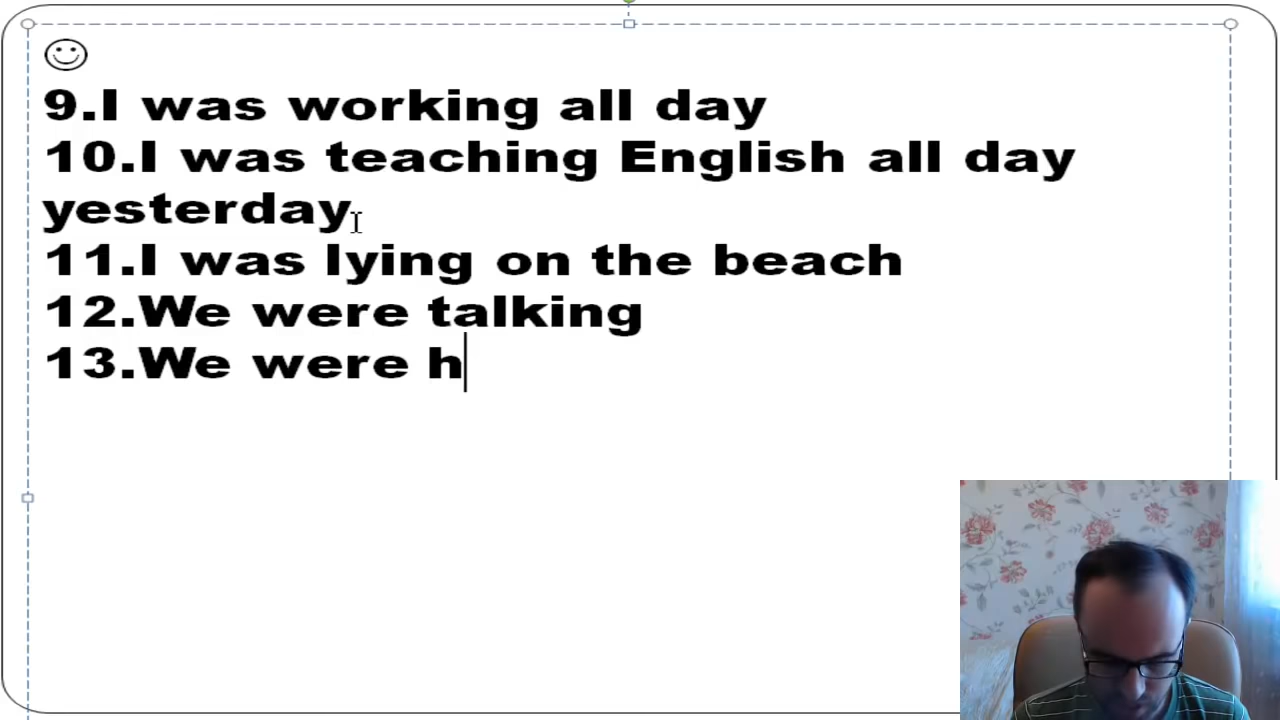 9.I was working all day
10.I was teaching English all day
yesterday
11.I was lying on the beach
12.We were talking
13.We were h